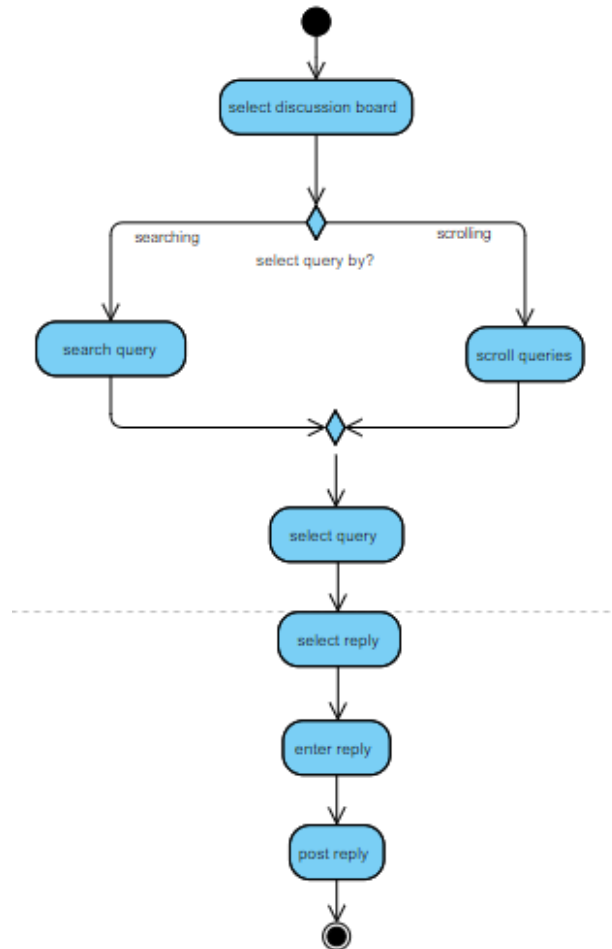 select discussion board
searching
scrolling
select query by?
search query
scroll queries
select query
select reply
enter reply
post reply